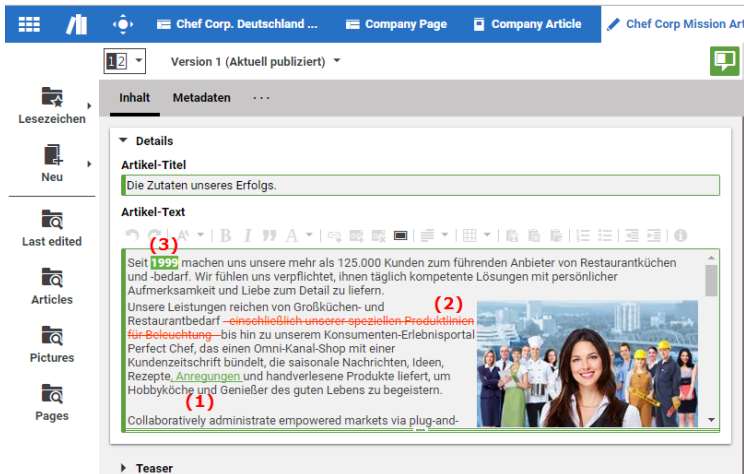 Chef Corp. Deutschland ...
Company Page
Company Article
Chef Corp Mission Art
12
Version 1 (Aktuell publiziert)
Lesezeichen
Neu
Last edited
Articles
Pictures
Pages
Inhalt
Metadaten
...
Details
Artikel-Titel
Die Zutaten unseres Erfolgs.
Artikel-Text
(3)
Seit 1999 machen uns unsere mehr als 125.000 Kunden zum führenden Anbieter von Restaurantküchen
und -bedarf. Wir fühlen uns verpflichtet, ihnen täglich kompetente Lösungen mit persönlicher
Aufmerksamkeit und Liebe zum Detail zu liefern.
Unsere Leistungen reichen von Großküchen- und
(2)
Restaurantbedarf - einschließlich unserer speziellen Produktlinien
für Beleuchtung - bis hin zu unserem Konsumenten-Erlebnisportal
Perfect Chef, das einen Omni-Kanal-Shop mit einer
Kundenzeitschrift bündelt, die saisonale Nachrichten, Ideen,
Rezepte, Anregungen und handverlesene Produkte liefert, um
Hobbyköche und Genießer des guten Lebens zu begeistern.
(1)
Collaboratively administrate empowered markets via plug-and-
Teaser